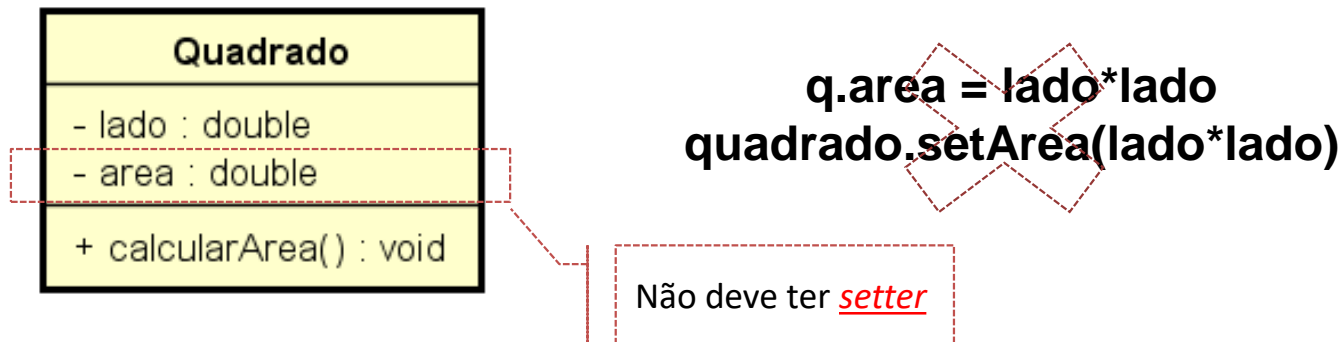 Quadrado
- lado : double
- area : double
+ calcularArea() : void
q.area = lado*lado
quadrado.setArea(lado*lado)
Não deve ter setter